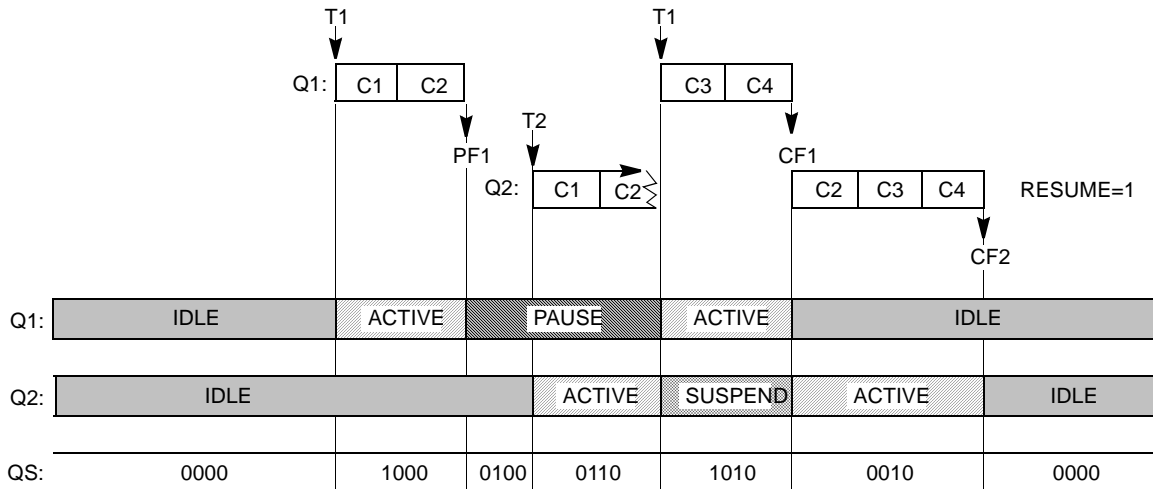 T1 T1
Q1: C1 C2 C3 C4
T2
PF1 CF1
Q2: C1 C2 C2 C3 C4 RESUME=1
CF2
Q1: IDLE ACTIVE PAUSE ACTIVE IDLE
Q2: IDLE ACTIVE SUSPEND ACTIVE IDLE
QS: 0000 1000 0100 0110 1010 0010 0000